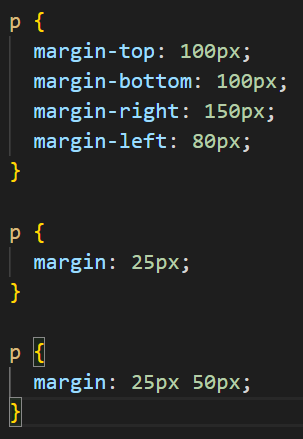 p {
  margin-top: 100px;
  margin-bottom: 100px;
  margin-right: 150px;
  margin-left: 80px;
}

p {
  margin: 25px;
}

p {
  margin: 25px 50px;
}